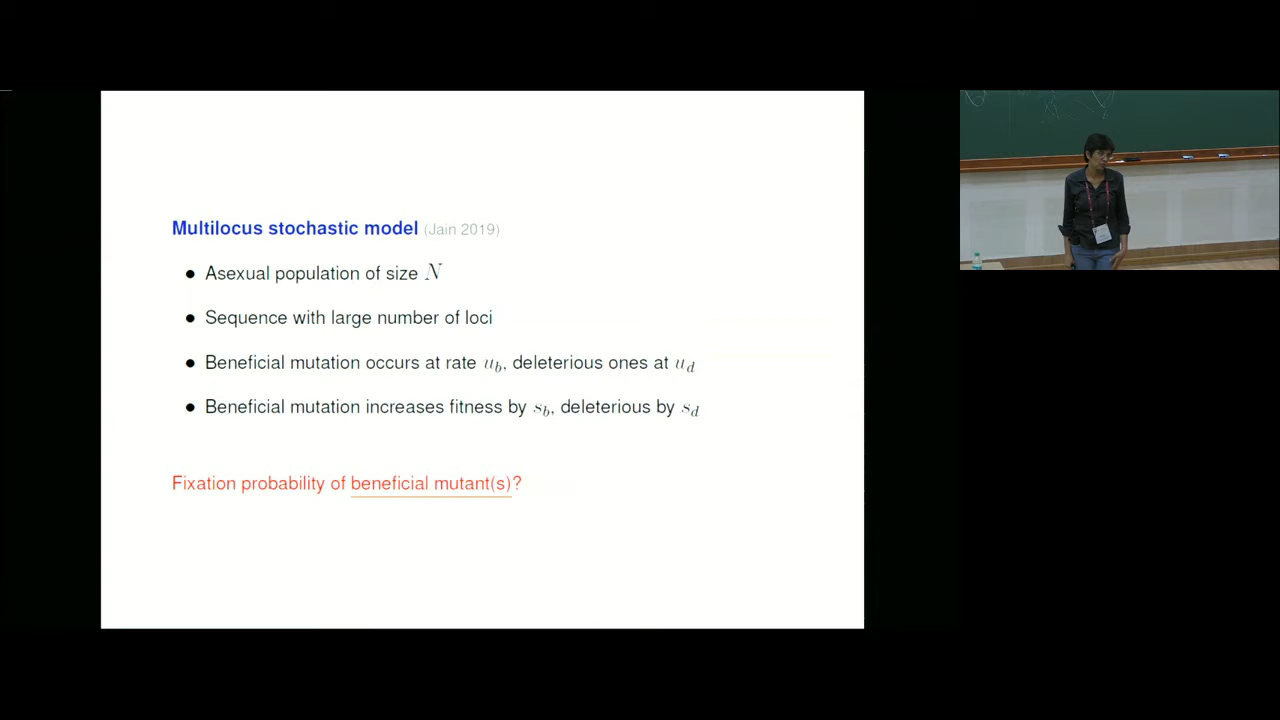 Multilocus stochastic model (Jain 2019)
• Asexual population of size N
• Sequence with large number of loci
• Beneficial mutation occurs at rate u_b, deleterious ones at u_d
• Beneficial mutation increases fitness by s_b, deleterious by s_d
Fixation probability of beneficial mutant(s)?